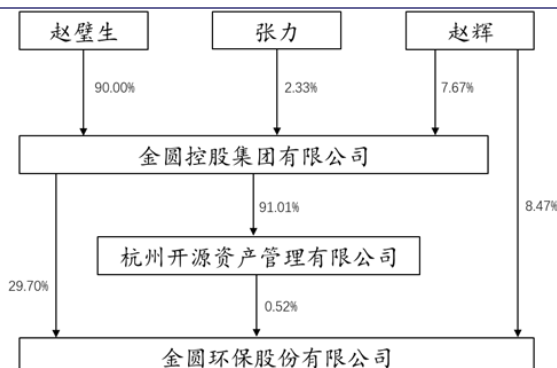 赵璧生
张力
赵辉
90.00%
2.33%
7.67%
金圆控股集团有限公司
91.01%
8.47%
杭州开源资产管理有限公司
29.70%
0.52%
金圆环保股份有限公司